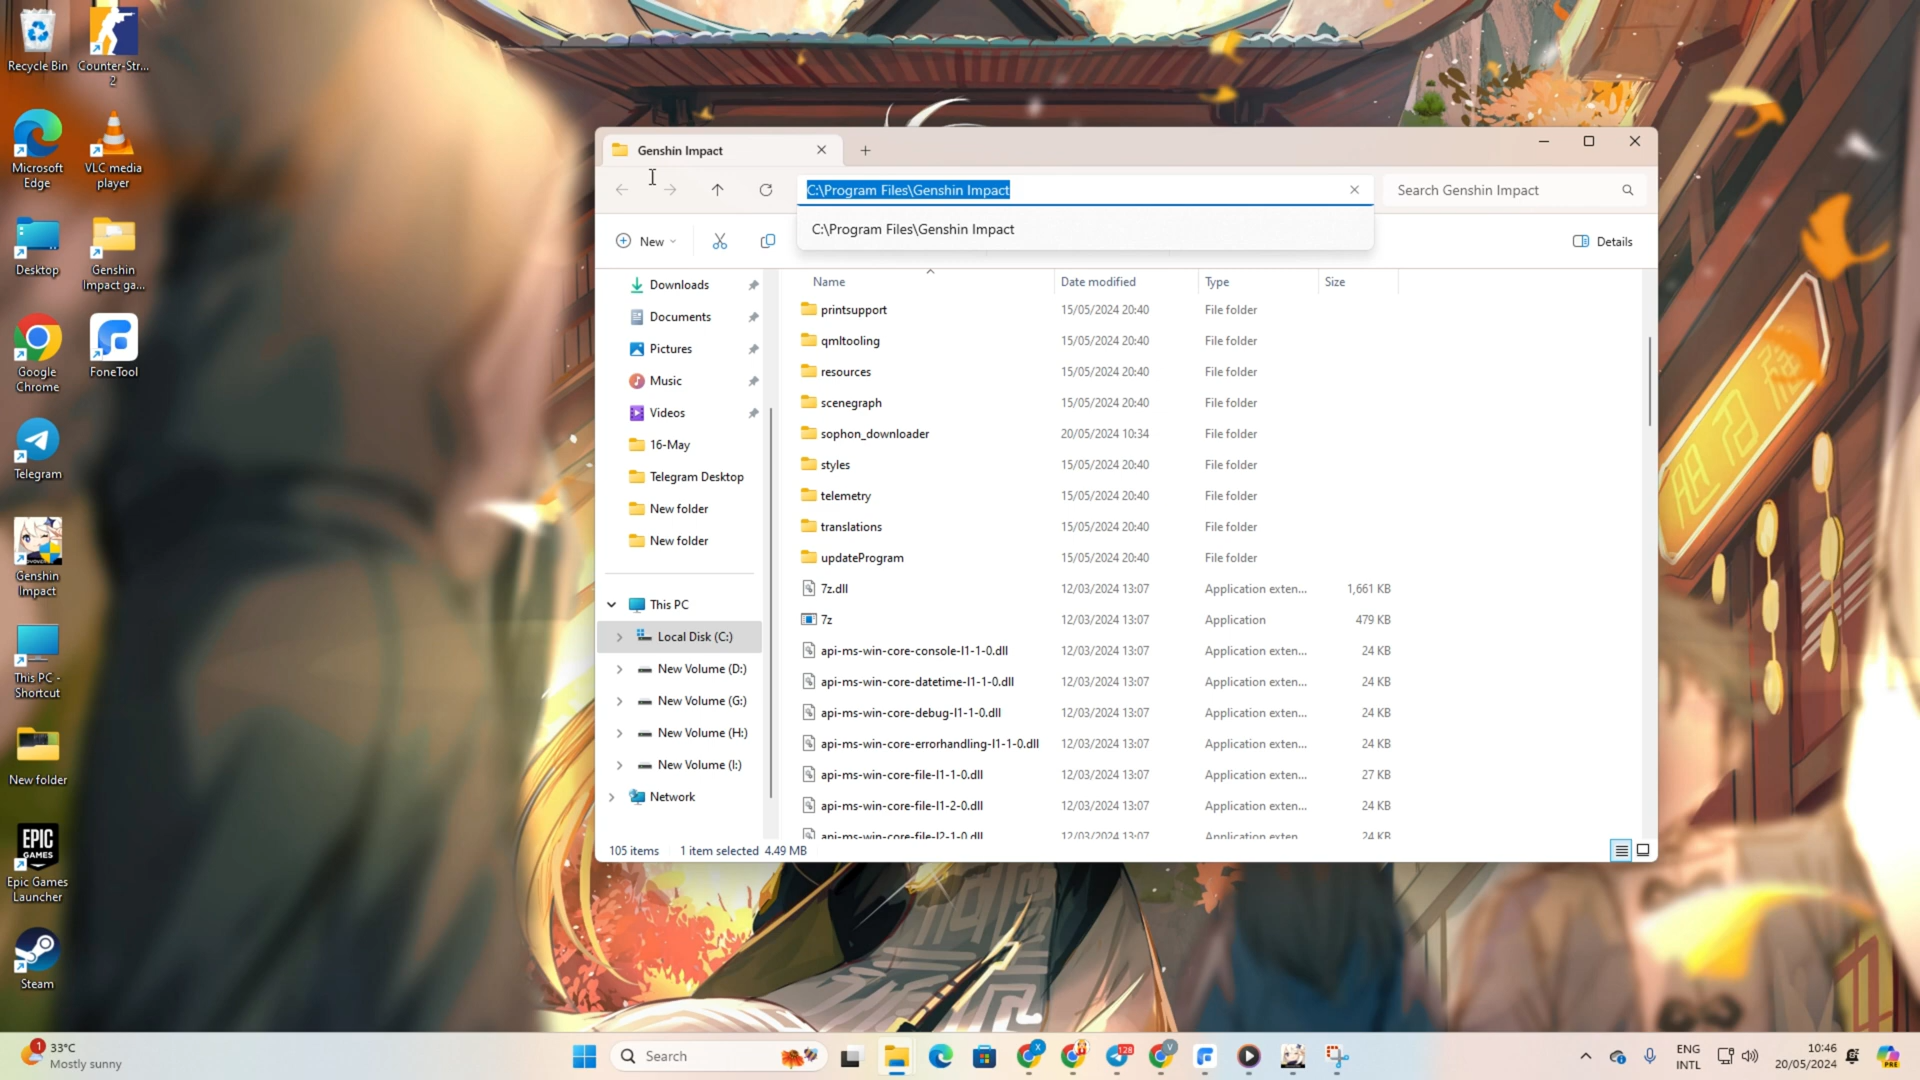 Recycle Bin
Counter-Str...
2
Microsoft
Edge
VLC media
player
Desktop
Genshin
Impact ga...
Google
Chrome
FoneTool
Telegram
Genshin
Impact
This PC -
Shortcut
New folder
EPIC
GAMES
Epic Games
Launcher
Steam
Genshin Impact
C:\Program Files\Genshin Impact
Search Genshin Impact
C:\Program Files\Genshin Impact
New
Details
Downloads
Documents
Pictures
Music
Videos
16-May
Telegram Desktop
New folder
New folder
This PC
Local Disk (C:)
New Volume (D:)
New Volume (G:)
New Volume (H:)
New Volume (I:)
Network
Name Date modified Type Size
printsupport 15/05/2024 20:40 File folder
qmltooling 15/05/2024 20:40 File folder
resources 15/05/2024 20:40 File folder
scenegraph 15/05/2024 20:40 File folder
sophon_downloader 20/05/2024 10:34 File folder
styles 15/05/2024 20:40 File folder
telemetry 15/05/2024 20:40 File folder
translations 15/05/2024 20:40 File folder
updateProgram 15/05/2024 20:40 File folder
7z.dll 12/03/2024 13:07 Application exten... 1,661 KB
7z 12/03/2024 13:07 Application 479 KB
api-ms-win-core-console-l1-1-0.dll 12/03/2024 13:07 Application exten... 24 KB
api-ms-win-core-datetime-l1-1-0.dll 12/03/2024 13:07 Application exten... 24 KB
api-ms-win-core-debug-l1-1-0.dll 12/03/2024 13:07 Application exten... 24 KB
api-ms-win-core-errorhandling-l1-1-0.dll 12/03/2024 13:07 Application exten... 24 KB
api-ms-win-core-file-l1-1-0.dll 12/03/2024 13:07 Application exten... 27 KB
api-ms-win-core-file-l1-2-0.dll 12/03/2024 13:07 Application exten... 24 KB
api-ms-win-core-file-l2-1-0.dll 12/03/2024 13:07 Application exten 24 KB
105 items 1 item selected 4.49 MB
1
33°C
Mostly sunny
Search
X
128
V
ENG
INTL
10:46
20/05/2024
PRE